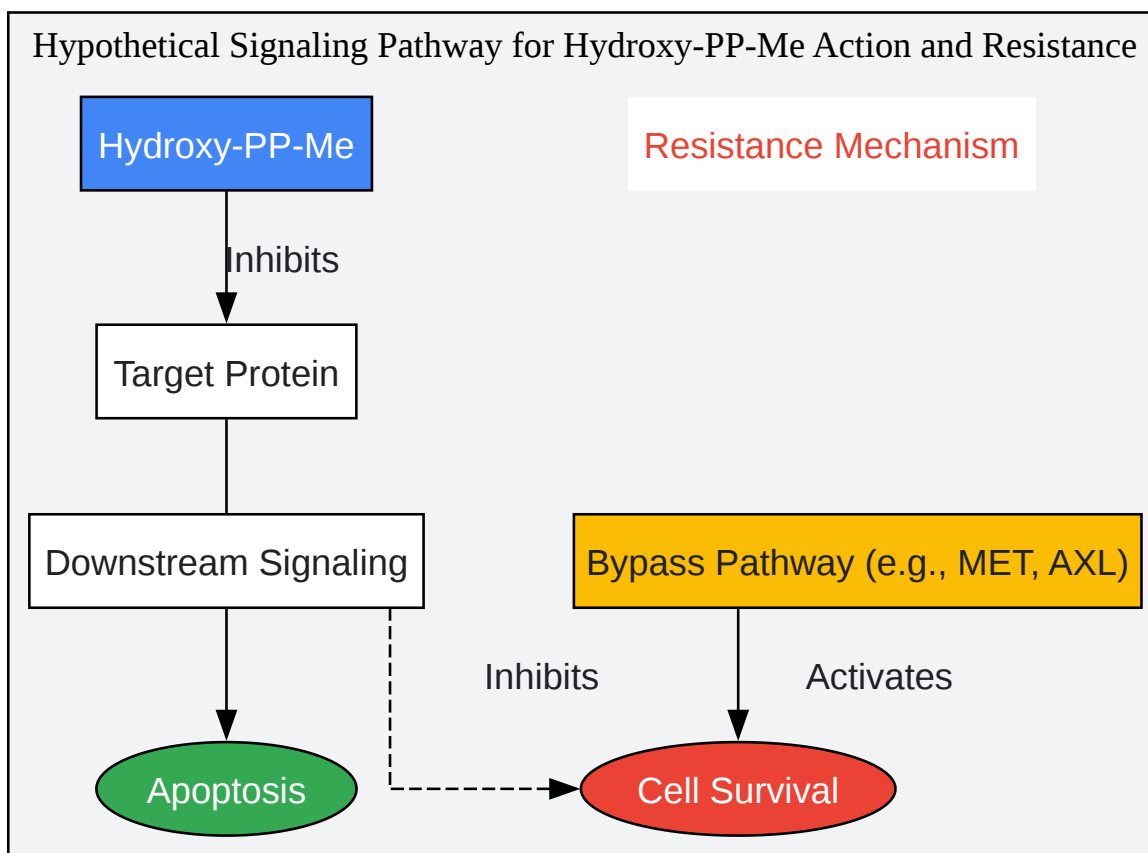 Hypothetical Signaling Pathway for Hydroxy-PP-Me Action and Resistance
Hydroxy-PP-Me
Resistance Mechanism
Inhibits
Target Protein
Downstream Signaling
Bypass Pathway (e.g., MET, AXL)
Inhibits
Activates
Apoptosis
Cell Survival